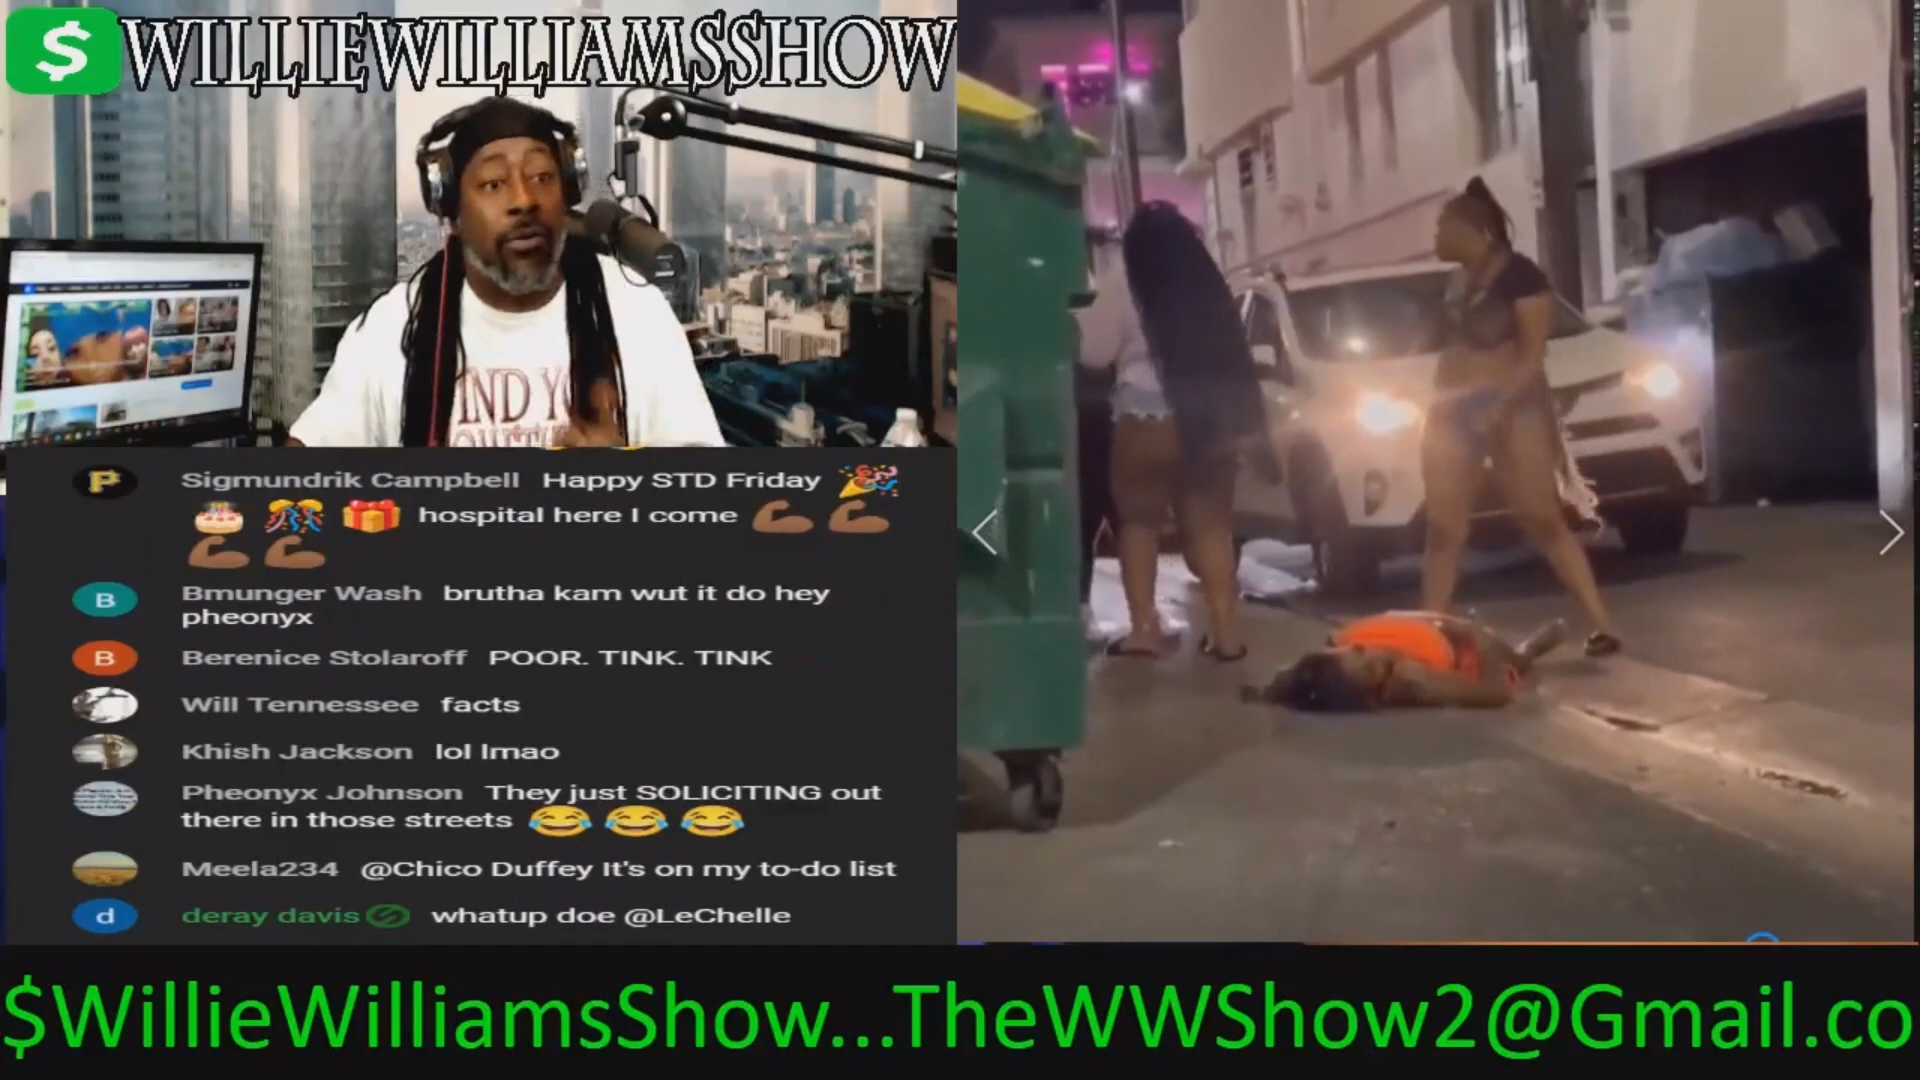 $ WILLIEWILLIAMSSHOW
Sigmundrik Campbell Happy STD Friday 🎉
🎂 🎊 🎁 hospital here I come 💪🏾 💪🏾
💪🏾 💪🏾
B Bmunger Wash brutha kam wut it do hey
pheonyx
B Berenice Stolaroff POOR. TINK. TINK
Will Tennessee facts
Khish Jackson lol lmao
Pheonyx Johnson They just SOLICITING out
there in those streets 😂 😂 😂
Meela234 @Chico Duffey It's on my to-do list
d deray davis whatup doe @LeChelle
$WillieWilliamsShow...TheWWShow2@Gmail.co